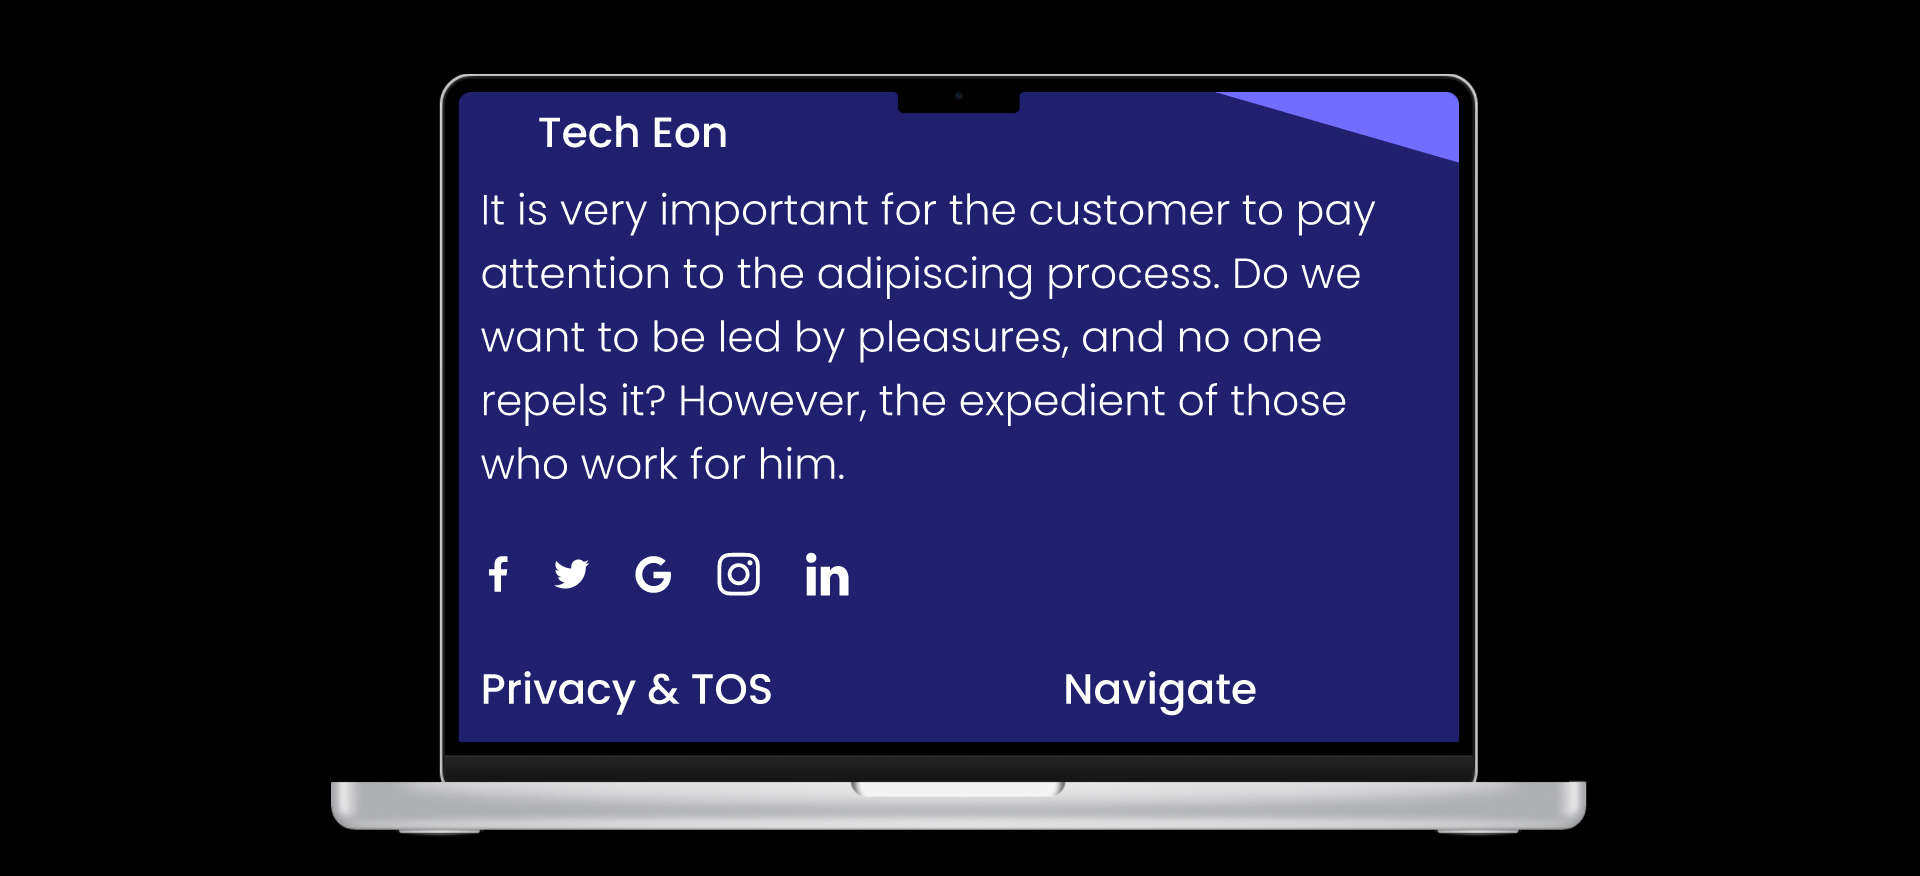 Tech Eon
It is very important for the customer to pay
attention to the adipiscing process. Do we
want to be led by pleasures, and no one
repels it? However, the expedient of those
who work for him.
Privacy & TOS
Navigate